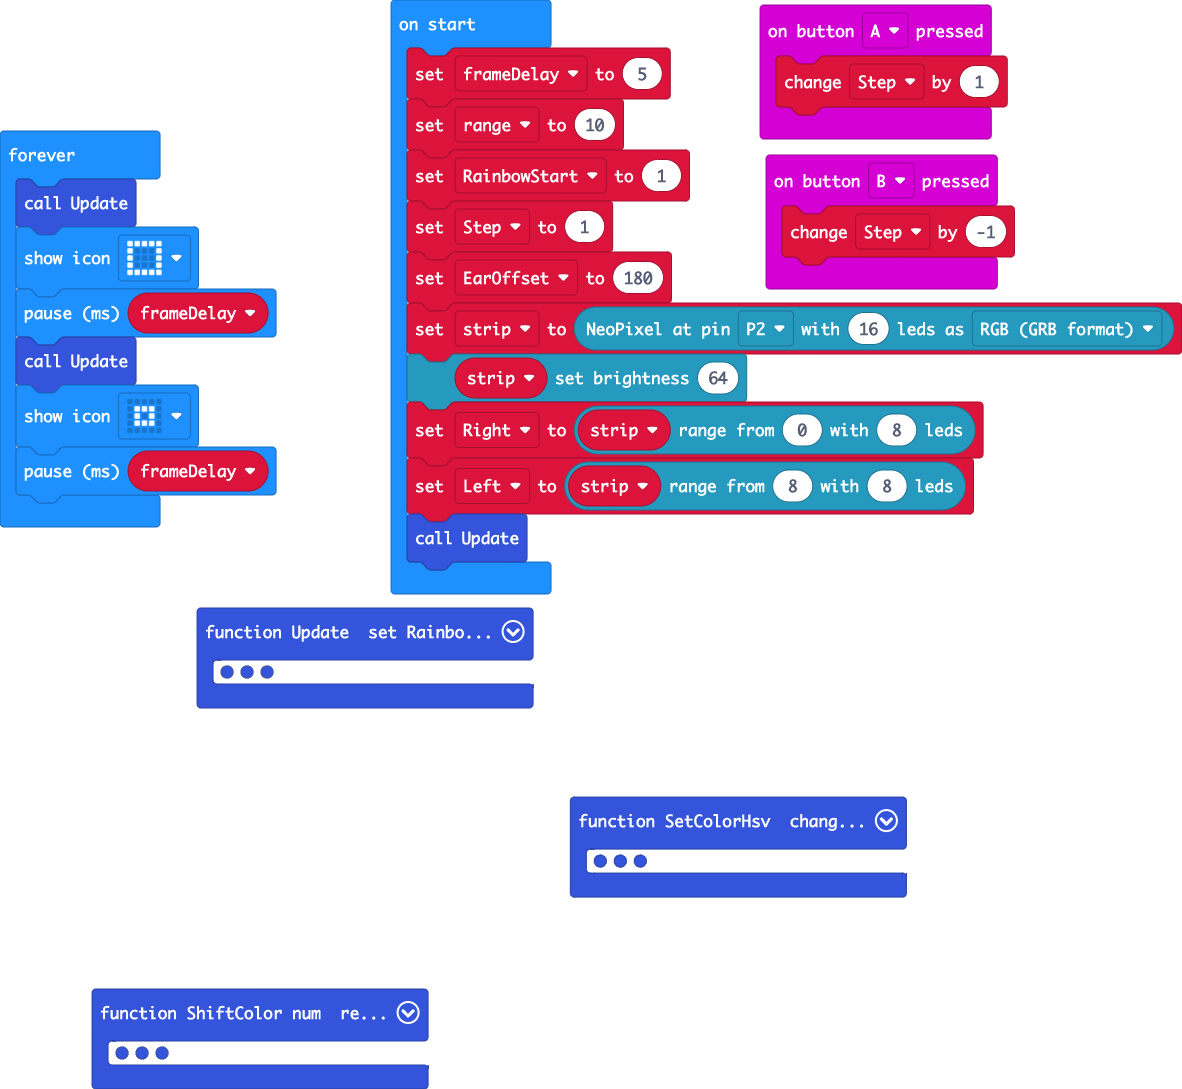 on start
set frameDelay to 5
set range to 10
set RainbowStart to 1
set Step to 1
set EarOffset to 180
set strip to NeoPixel at pin P2 with 16 leds as RGB (GRB format)
strip set brightness 64
set Right to strip range from 0 with 8 leds
set Left to strip range from 8 with 8 leds
call Update
on button A pressed
change Step by 1
on button B pressed
change Step by -1
forever
call Update
show icon
pause (ms) frameDelay
call Update
show icon
pause (ms) frameDelay
function Update set Rainbo...
function SetColorHsv chang...
function ShiftColor num re...